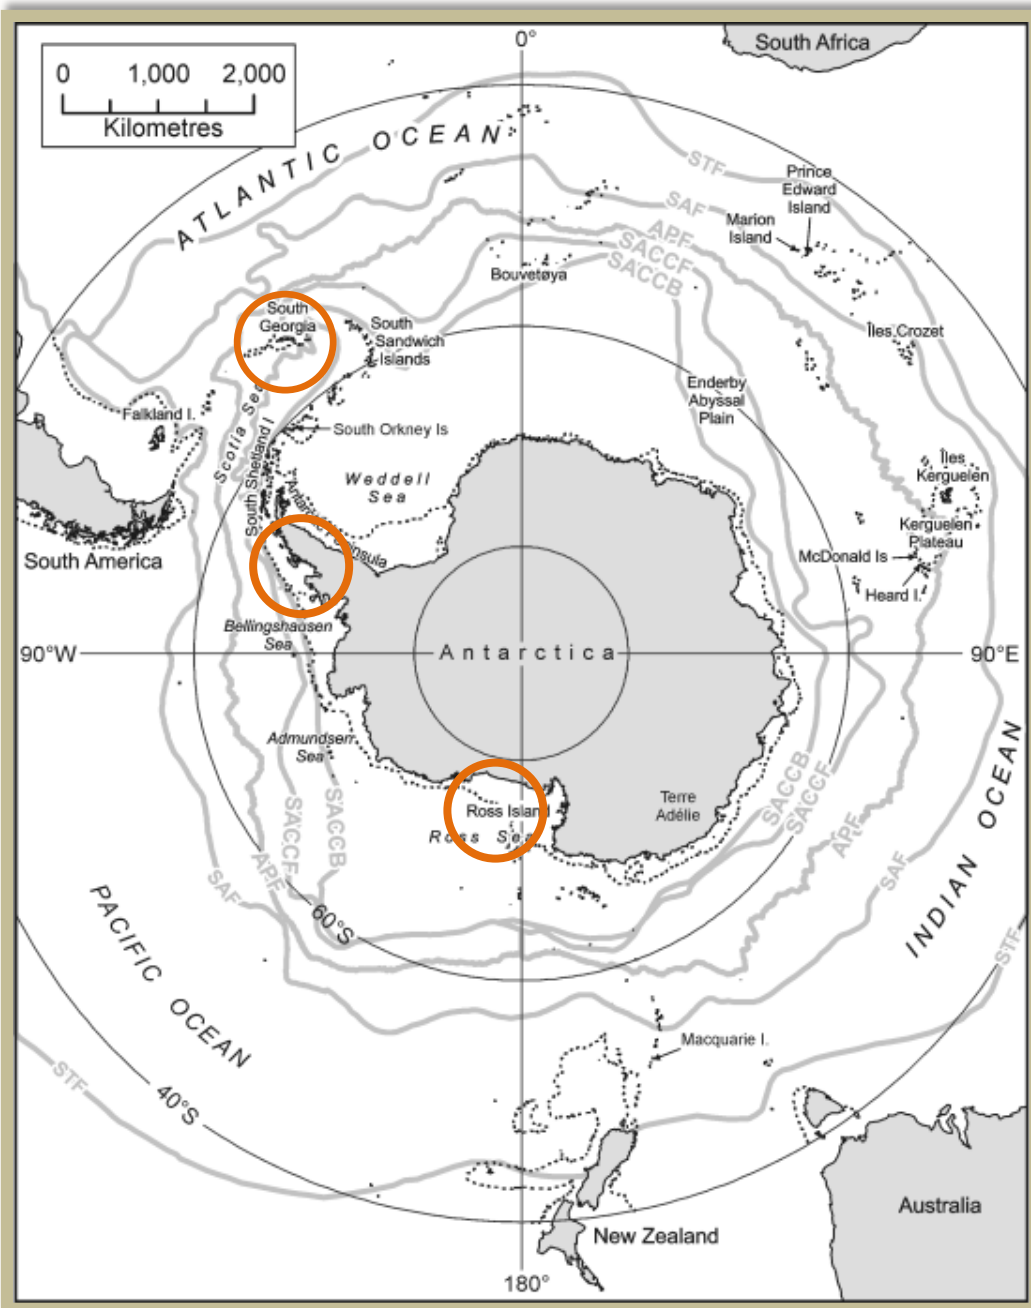 0°
South Africa
0 1,000 2,000
Kilometres
ATLANTIC OCEAN
STF
Prince
Edward
Island
SAF
Marion
Island
APF
SACCF
SACCB
Bouvetøya
South
Georgia
South
Sandwich
Islands
Îles Crozet
Enderby
Abyssal
Plain
Falkland I.
Scotia Sea
South Orkney Is
South Shetland I
Weddell
Sea
Antarctic Peninsula
Îles
Kerguelen
Kerguelen
Plateau
South America
McDonald Is
Heard I.
Bellingshausen
Sea
90°W
Antarctica
90°E
Admundsen
Sea
Ross Island
Ross Sea
Terre
Adélie
SACCB
SACCF
APF
SAF
SACCB
SACCF
APF
SAF
INDIAN OCEAN
STF
60°S
PACIFIC OCEAN
Macquarie I.
STF
40°S
Australia
New Zealand
180°